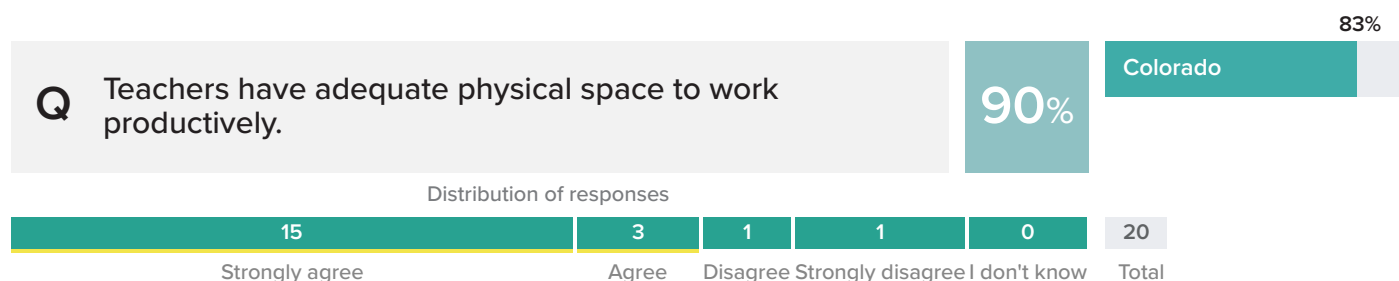 83%
Q
Teachers have adequate physical space to work
productively.
90%
Colorado
Distribution of responses
15 3 1 1 0 20
Strongly agree Agree Disagree Strongly disagree I don't know Total